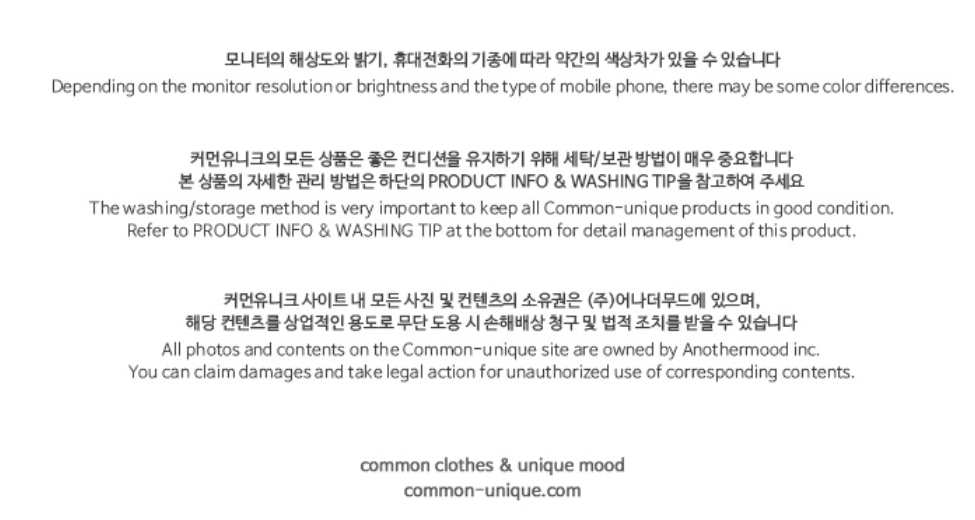 모니터의 해상도와 밝기, 휴대전화의 기종에 따라 약간의 색상차가 있을 수 있습니다
Depending on the monitor resolution or brightness and the type of mobile phone, there may be some color differences.
커먼유니크의 모든 상품은 좋은 컨디션을 유지하기 위해 세탁/보관 방법이 매우 중요합니다
본 상품의 자세한 관리 방법은 하단의 PRODUCT INFO & WASHING TIP을 참고하여 주세요
The washing/storage method is very important to keep all Common-unique products in good condition.
Refer to PRODUCT INFO & WASHING TIP at the bottom for detail management of this product.
커먼유니크 사이트 내 모든 사진 및 컨텐츠의 소유권은 (주)어나더무드에 있으며,
해당 컨텐츠를 상업적인 용도로 무단 도용 시 손해배상 청구 및 법적 조치를 받을 수 있습니다
All photos and contents on the Common-unique site are owned by Anothermood inc.
You can claim damages and take legal action for unauthorized use of corresponding contents.
common clothes & unique mood
common-unique.com